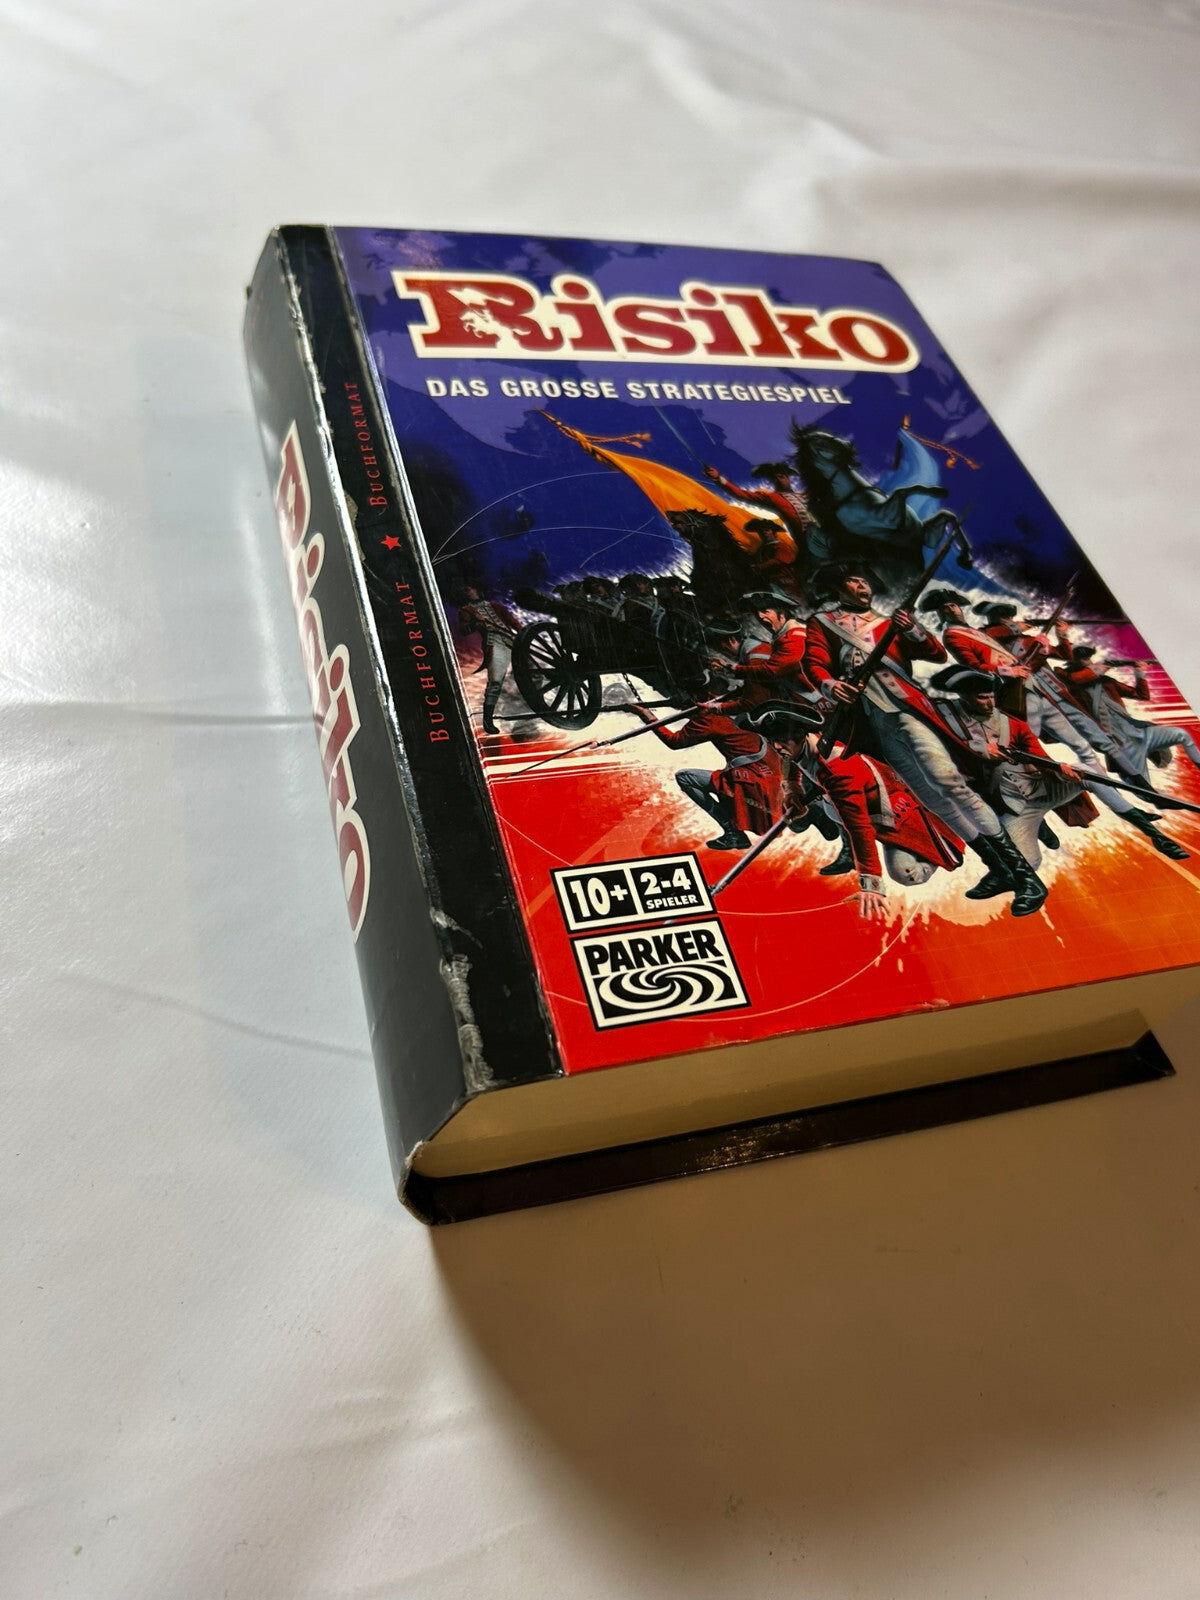 Risiko
DAS GROSSE STRATEGIESPIEL
BUCHFORMAT ★ BUCHFORMAT
Risiko
10+
2-4
SPIELER
PARKER